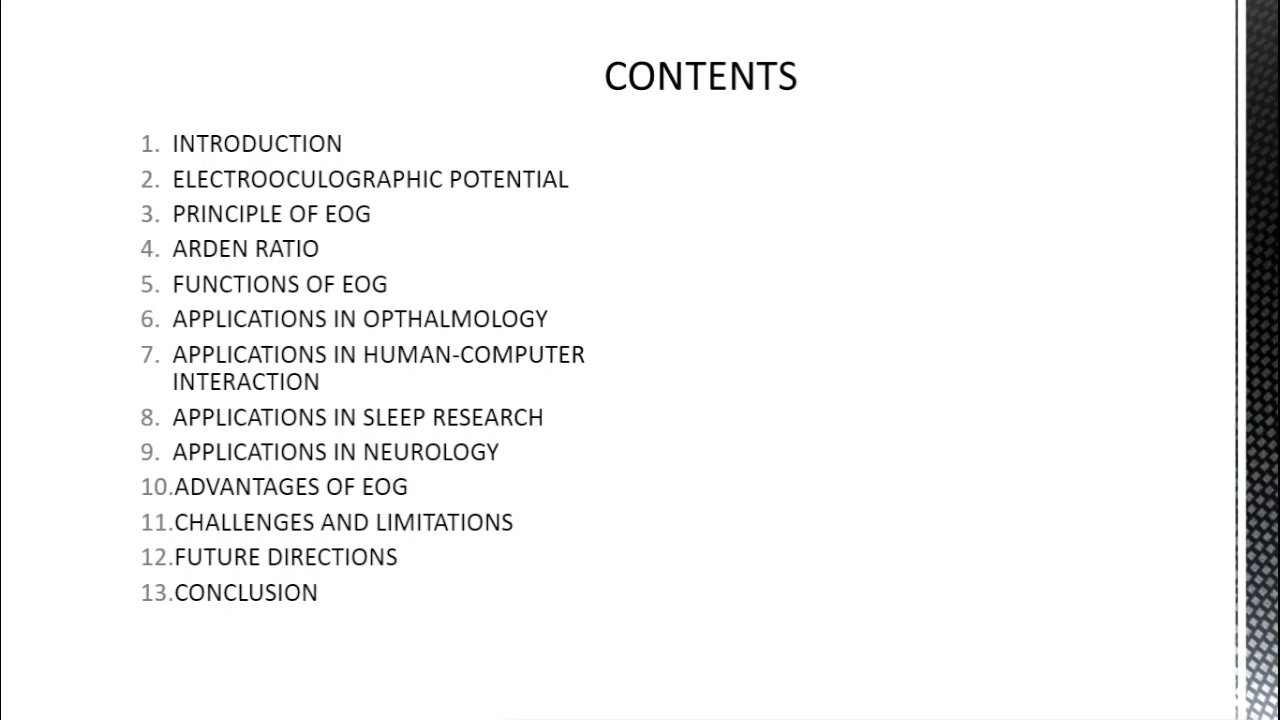 CONTENTS
1. INTRODUCTION
2. ELECTROOCULOGRAPHIC POTENTIAL
3. PRINCIPLE OF EOG
4. ARDEN RATIO
5. FUNCTIONS OF EOG
6. APPLICATIONS IN OPTHALMOLOGY
7. APPLICATIONS IN HUMAN-COMPUTER
INTERACTION
8. APPLICATIONS IN SLEEP RESEARCH
9. APPLICATIONS IN NEUROLOGY
10.ADVANTAGES OF EOG
11.CHALLENGES AND LIMITATIONS
12.FUTURE DIRECTIONS
13.CONCLUSION